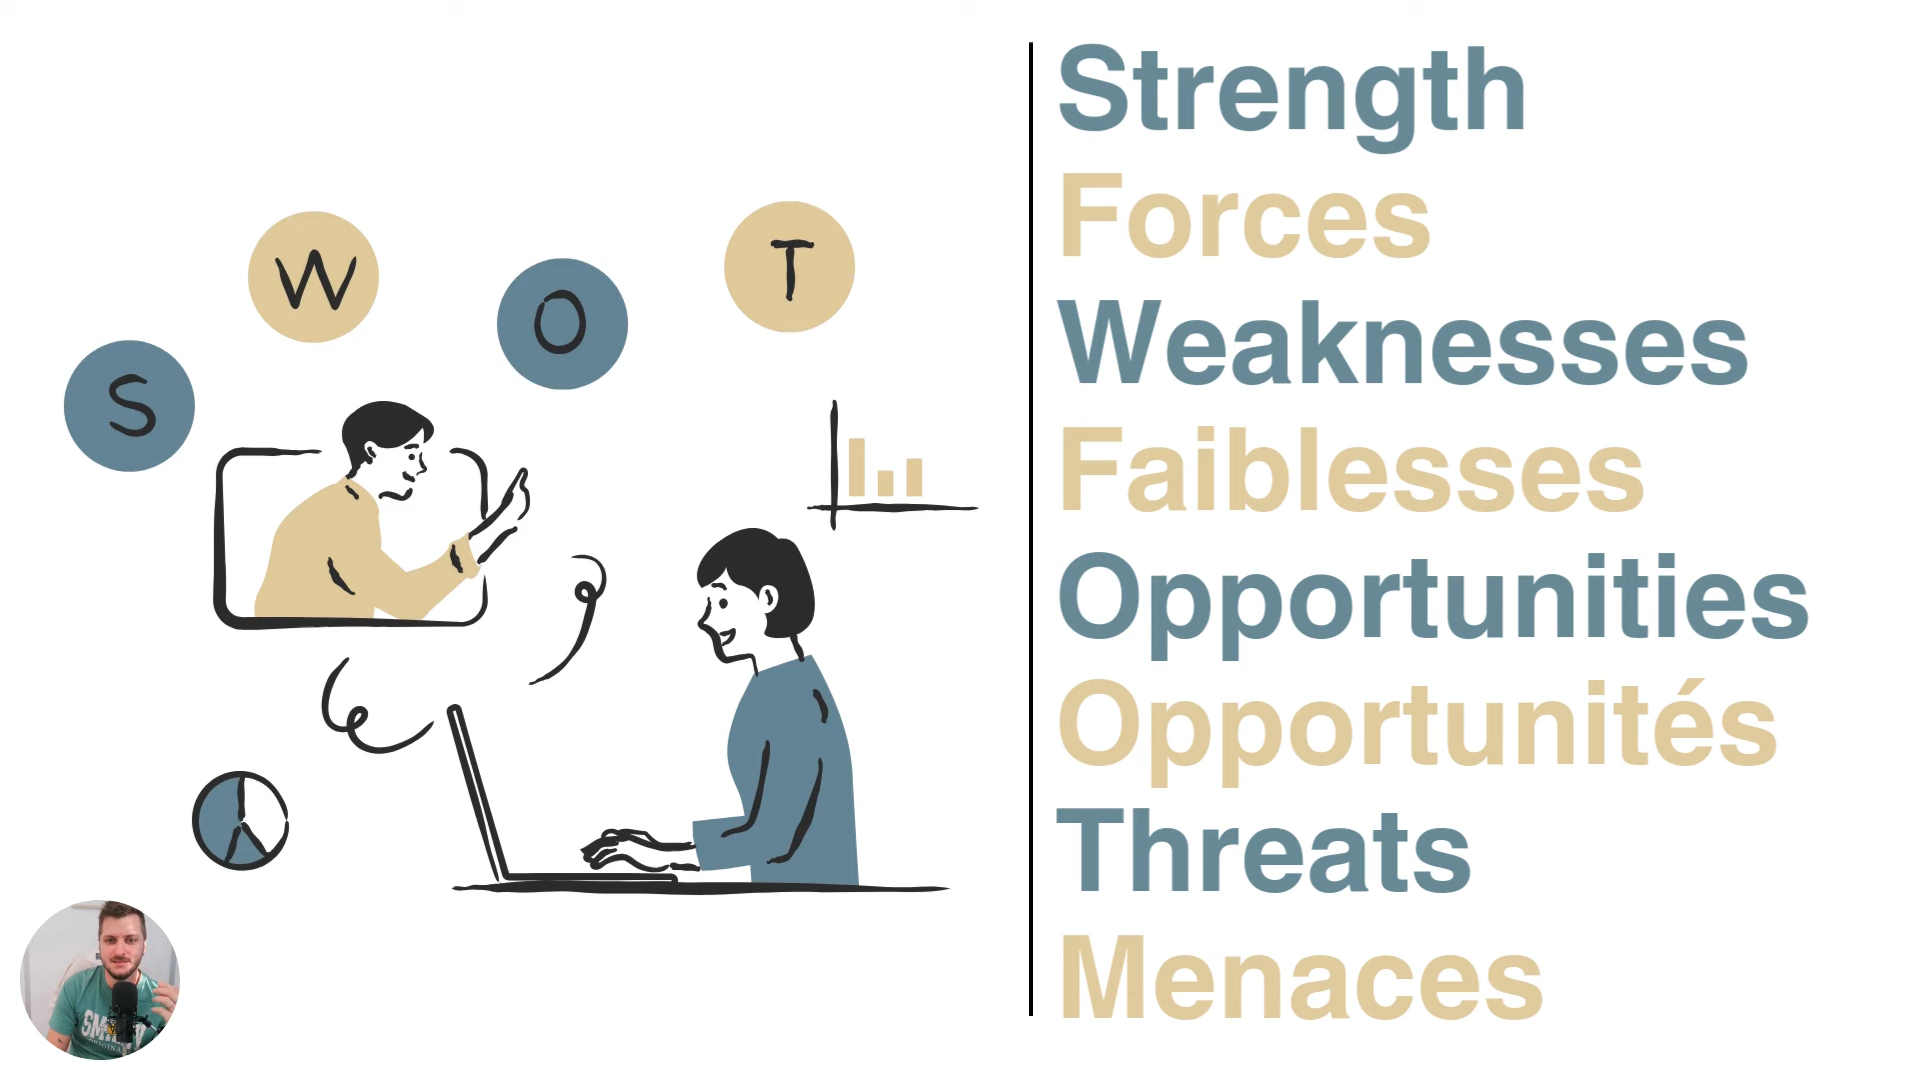 S
W
O
T
Strength
Forces
Weaknesses
Faiblesses
Opportunities
Opportunités
Threats
Menaces